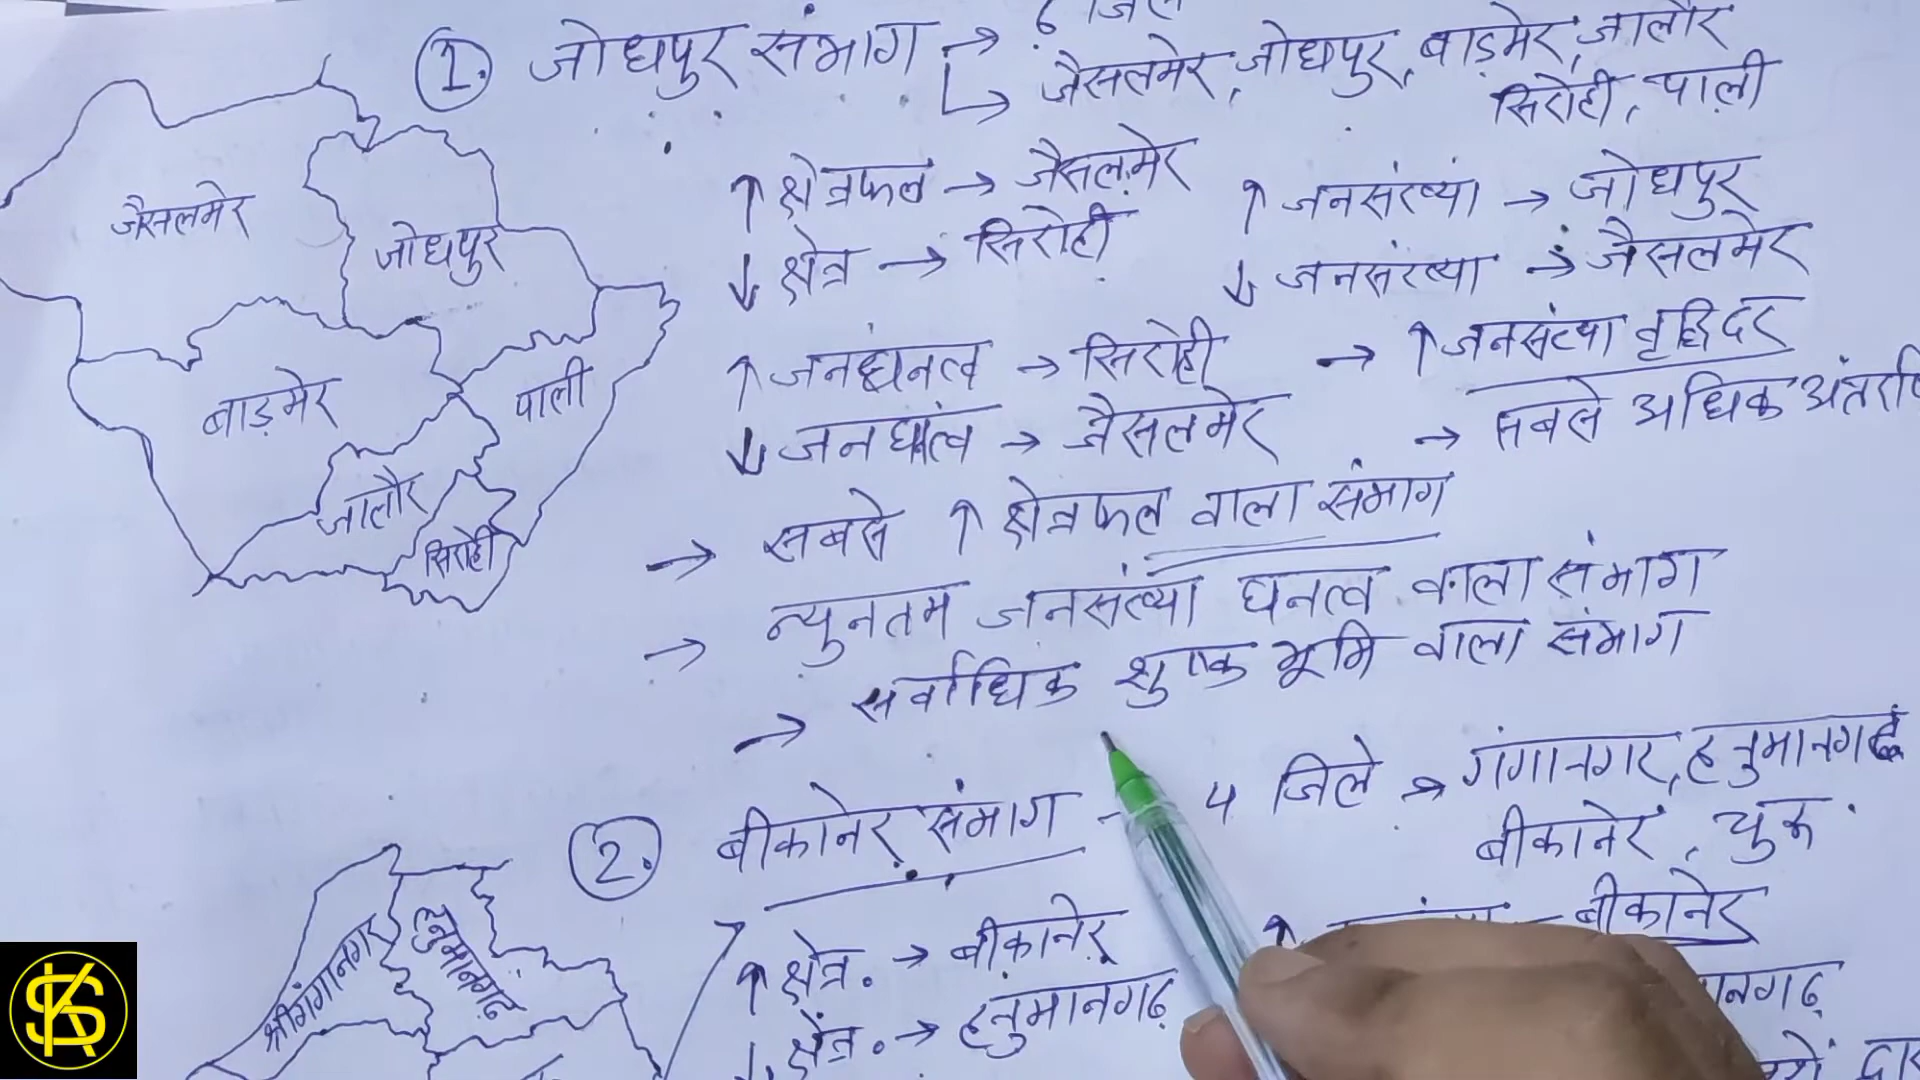 1. जोधपुर संभाग → 6 जिले
→ जैसलमेर, जोधपुर, बाड़मेर, जालौर
सिरोही, पाली
↑ क्षेत्रफल → जैसलमेर
↓ क्षेत्र → सिरोही
↑ जनसंख्या → जोधपुर
↓ जनसंख्या → जैसलमेर
↑ जनघनत्व → सिरोही
↓ जनघनत्व → जैसलमेर
→ ↑ जनसंख्या वृद्धिदर
→ सबसे अधिक
→ सबसे ↑ क्षेत्रफल वाला संभाग
→ न्युनतम जनसंख्या घनत्व वाला संभाग
→ सर्वाधिक शुष्क भूमि वाला संभाग
जैसलमेर
जोधपुर
बाड़मेर
पाली
जालौर
सिरोही
2. बीकानेर संभाग - 4 जिले → गंगानगर, हनुमानगढ़
बीकानेर, चुरू
↑ क्षेत्र. → बीकानेर
↓ क्षेत्र. → हनुमानगढ़
↑ - बीकानेर
श्रीगंगानगर
हनुमानगढ़
KS